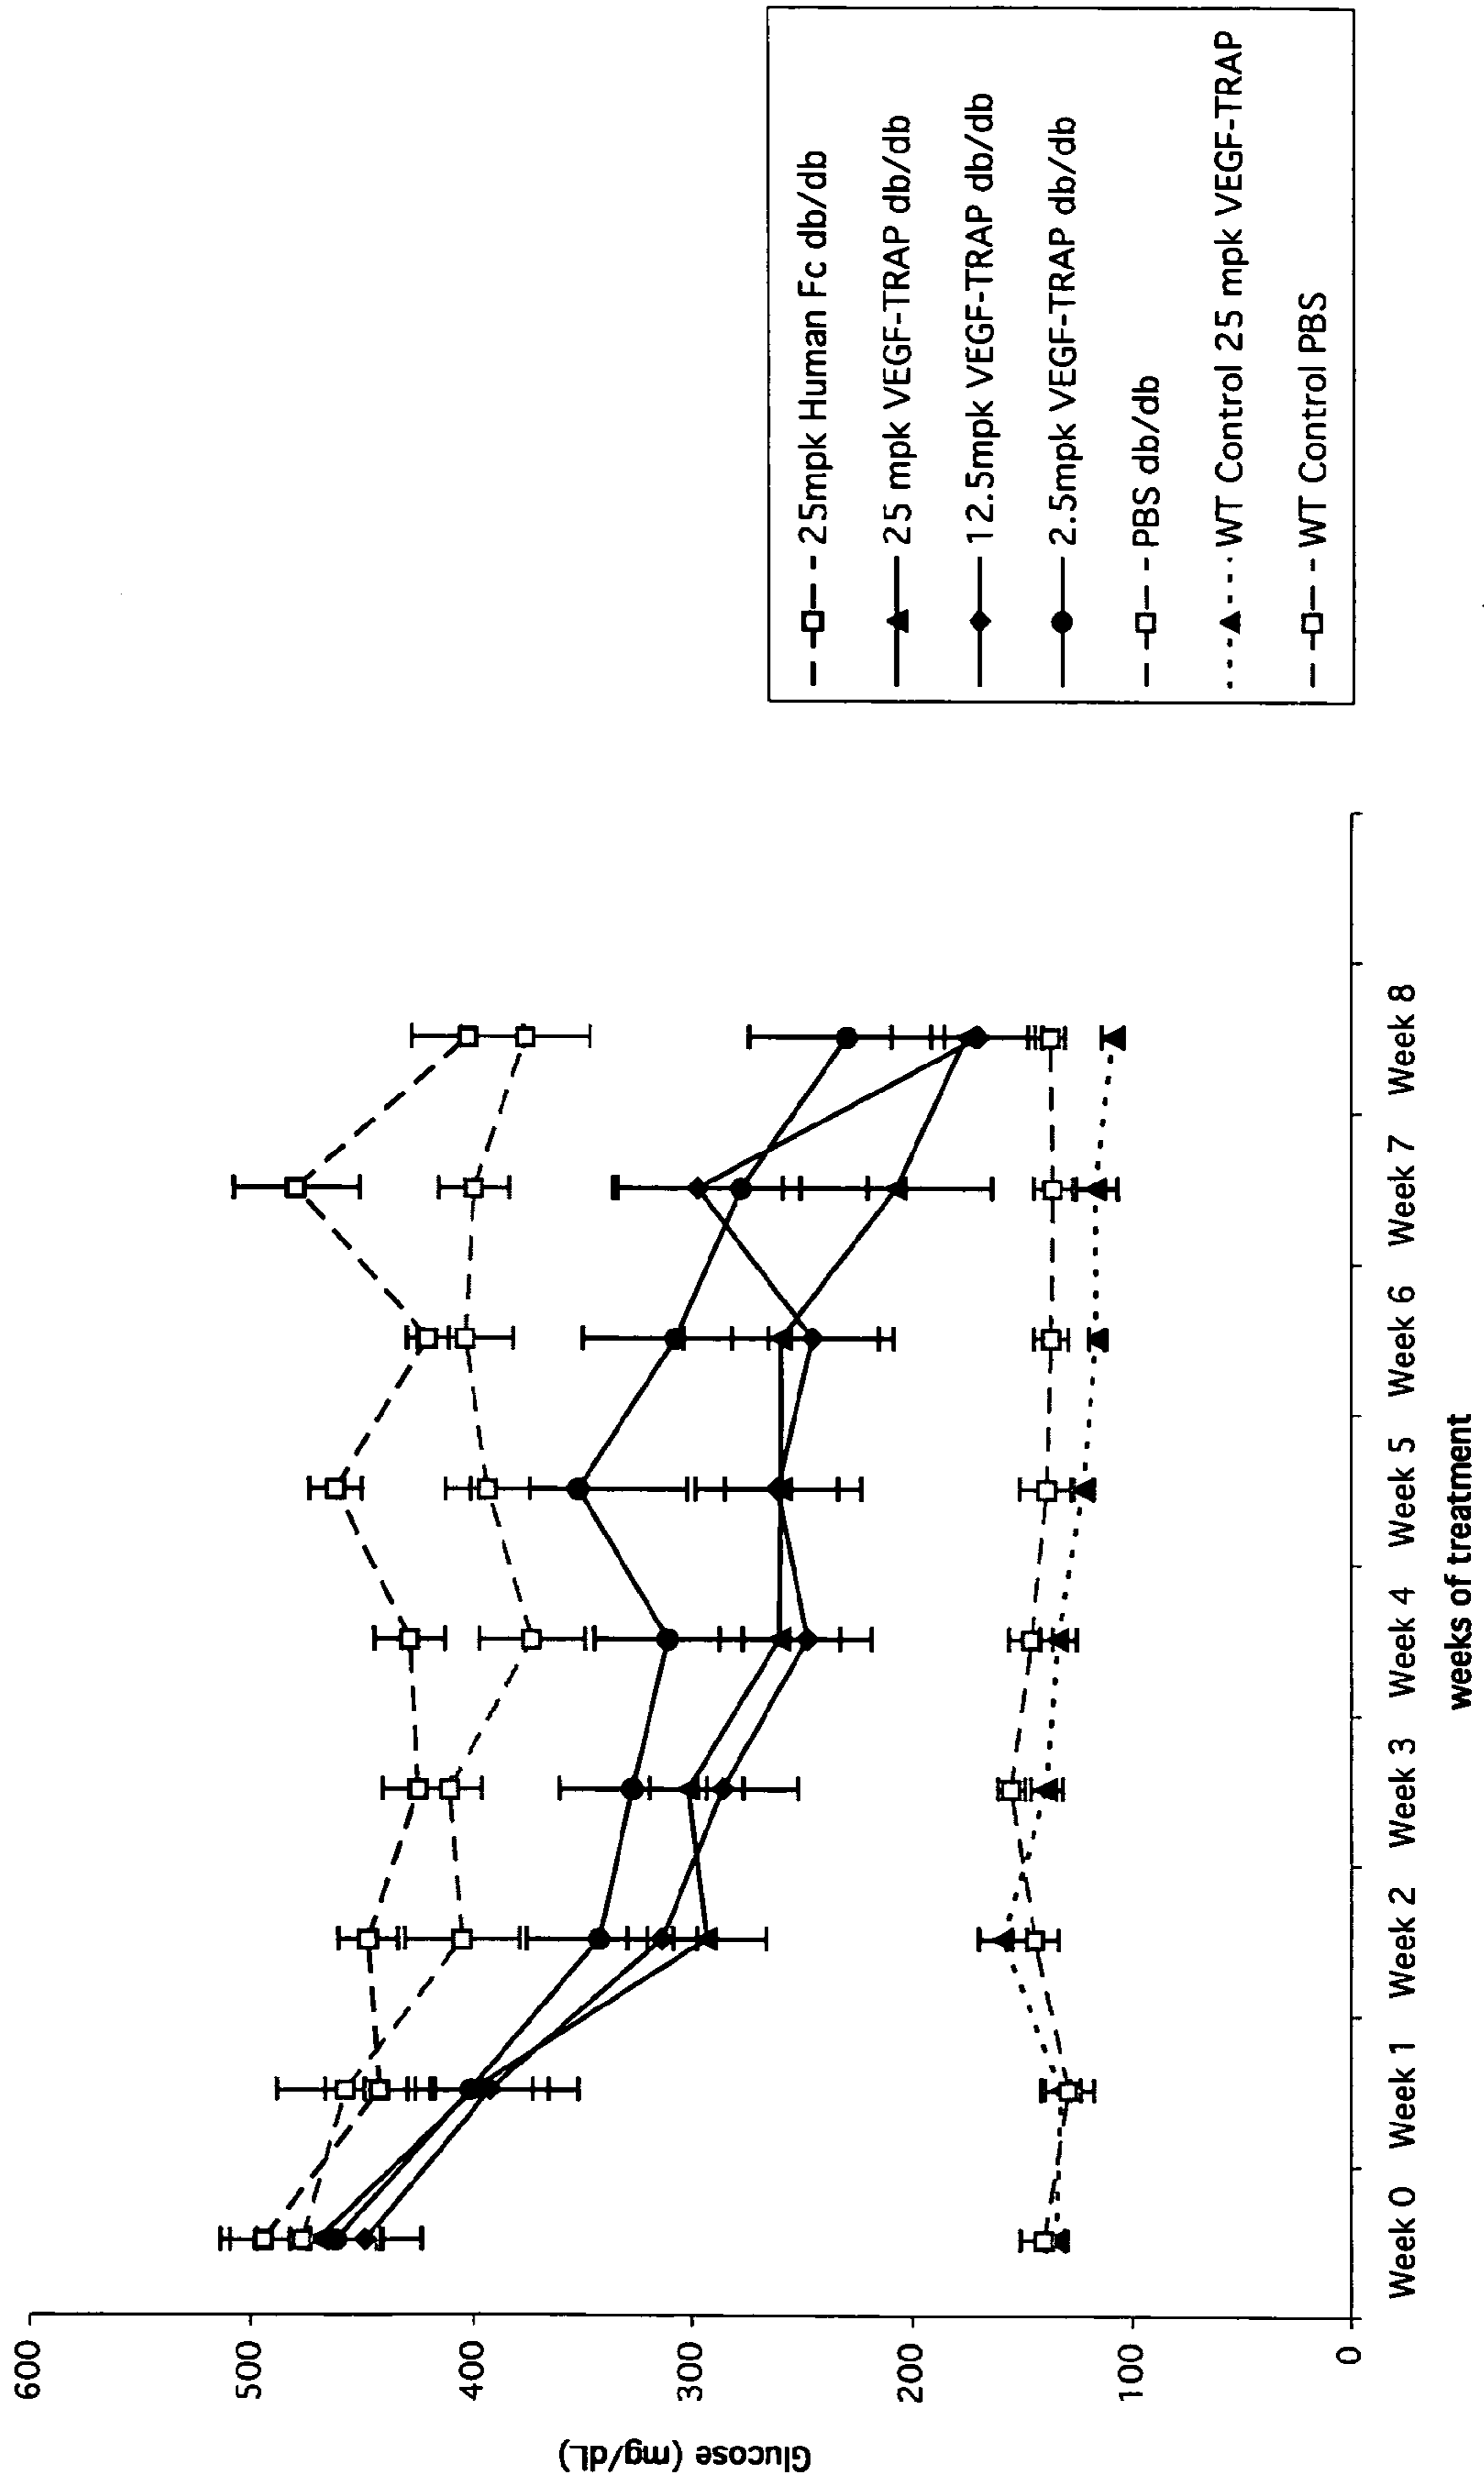 Glucose (mg/dL)
600
500
400
300
200
100
0
Week 0
Week 1
Week 2
Week 3
Week 4
Week 5
Week 6
Week 7
Week 8
weeks of treatment
25mpk Human Fc db/db
25 mpk VEGF-TRAP db/db
12.5mpk VEGF-TRAP db/db
2.5mpk VEGF-TRAP db/db
PBS db/db
WT Control 25 mpk VEGF-TRAP
WT Control PBS